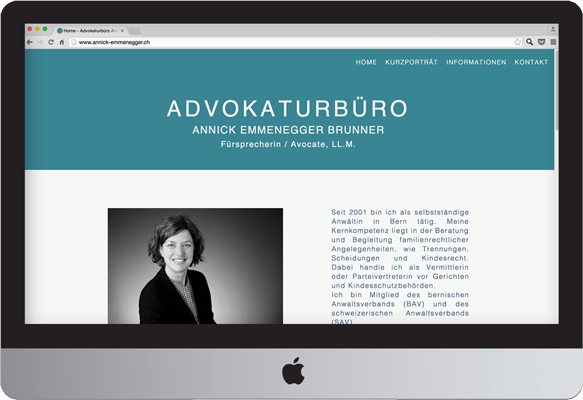 Home - Advokaturbüro An
www.annick-emmenegger.ch
HOME KURZPORTRÄT INFORMATIONEN KONTAKT
ADVOKATURBÜRO
ANNICK EMMENEGGER BRUNNER
Fürsprecherin / Avocate, LL.M.
Seit 2001 bin ich als selbstständige
Anwältin in Bern tätig. Meine
Kernkompetenz liegt in der Beratung
und Begleitung familienrechtlicher
Angelegenheiten, wie Trennungen,
Scheidungen und Kindesrecht.
Dabei handle ich als Vermittlerin
oder Parteivertreterin vor Gerichten
und Kindesschutzbehörden.
Ich bin Mitglied des bernischen
Anwaltsverbands (BAV) und des
schweizerischen Anwaltsverbands
(SAV)